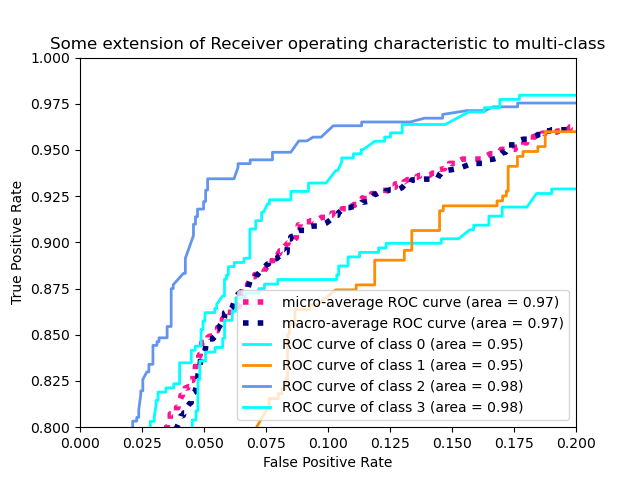 Some extension of Receiver operating characteristic to multi-class
1.000
0.975
0.950
0.925
0.900
0.875
0.850
0.825
0.800
True Positive Rate
micro-average ROC curve (area = 0.97)
macro-average ROC curve (area = 0.97)
ROC curve of class 0 (area = 0.95)
ROC curve of class 1 (area = 0.95)
ROC curve of class 2 (area = 0.98)
ROC curve of class 3 (area = 0.98)
0.000 0.025 0.050 0.075 0.100 0.125 0.150 0.175 0.200
False Positive Rate